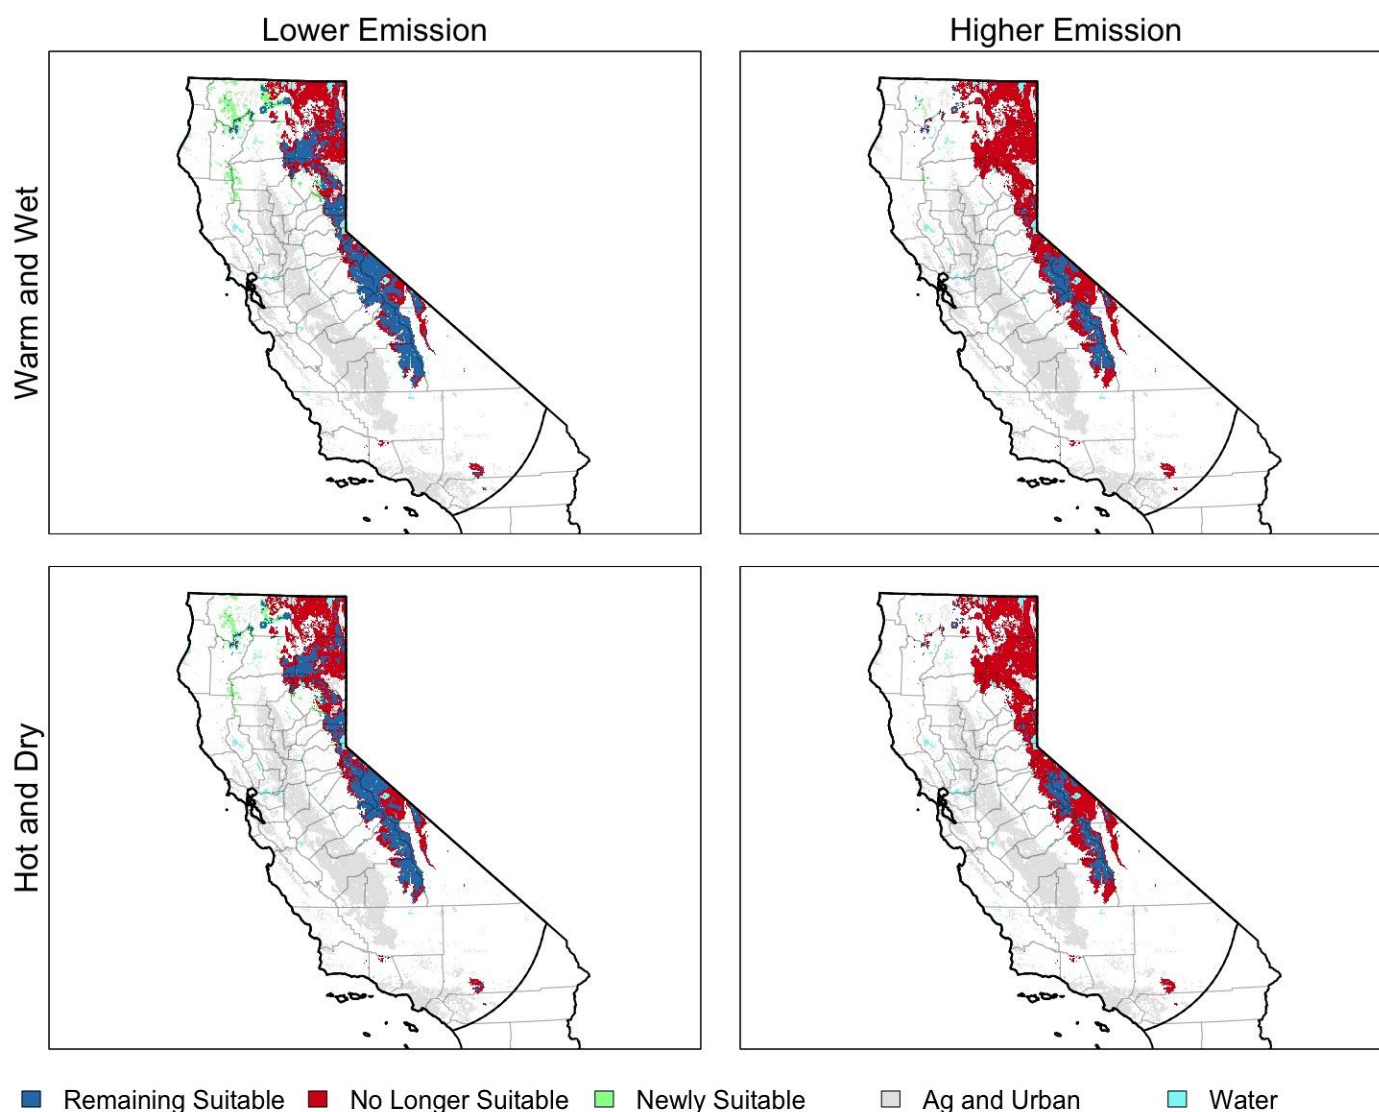 Lower Emission
Higher Emission
Warm and Wet
Hot and Dry
Remaining Suitable
No Longer Suitable
Newly Suitable
Ag and Urban
Water